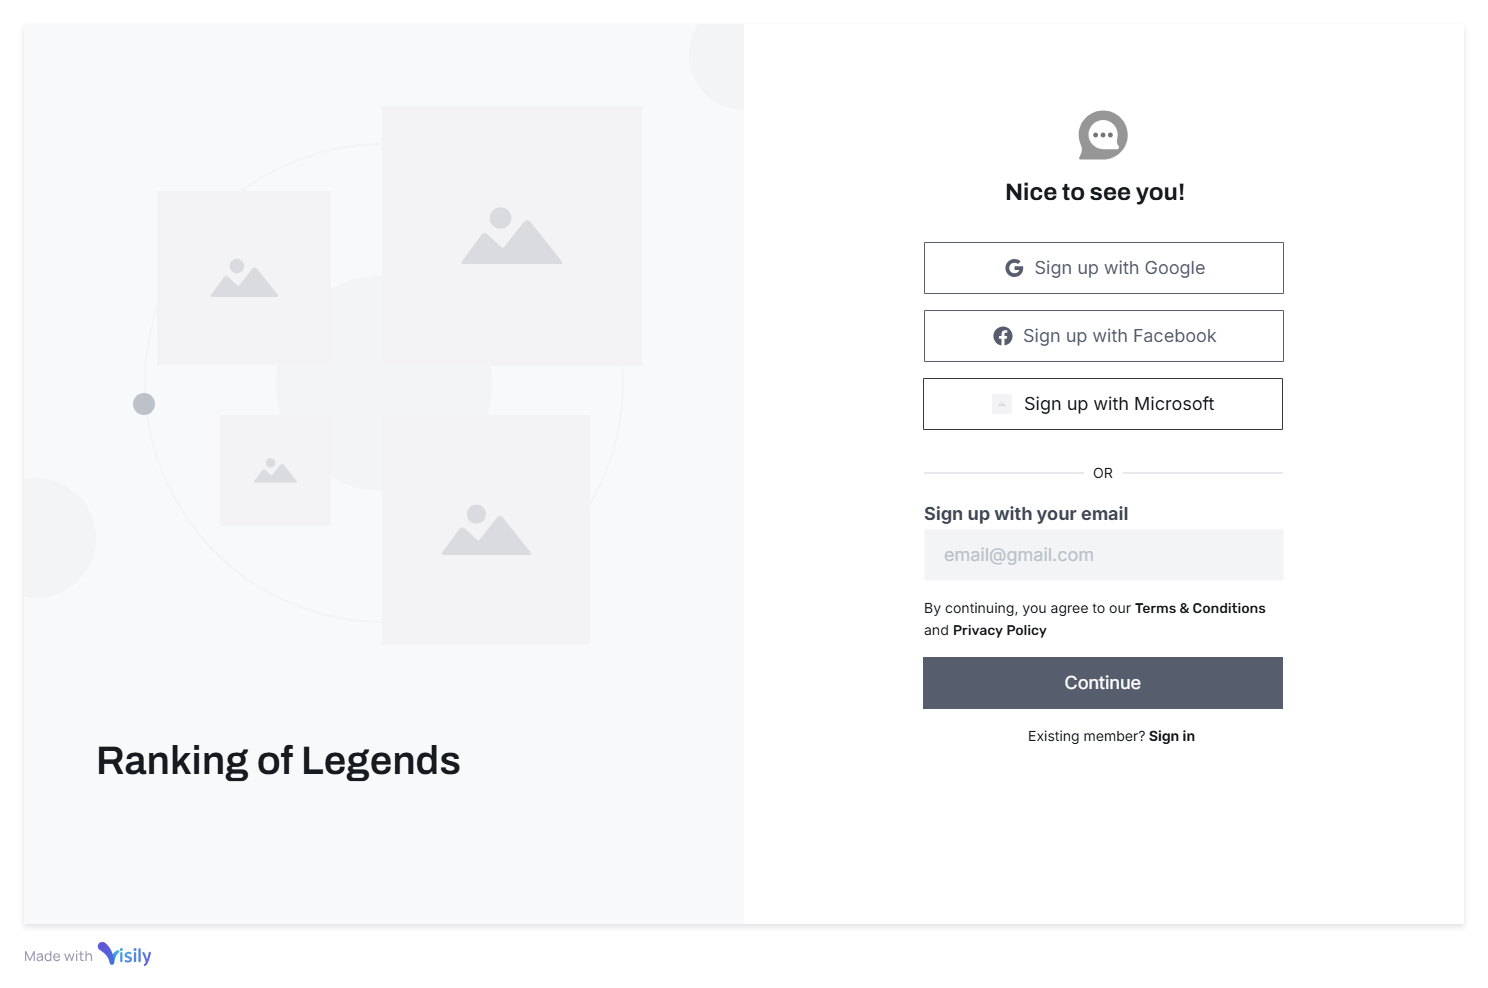 Nice to see you!
Sign up with Google
Sign up with Facebook
Sign up with Microsoft
OR
Sign up with your email
email@gmail.com
By continuing, you agree to our Terms & Conditions
and Privacy Policy
Continue
Existing member? Sign in
Ranking of Legends
Made with Visily